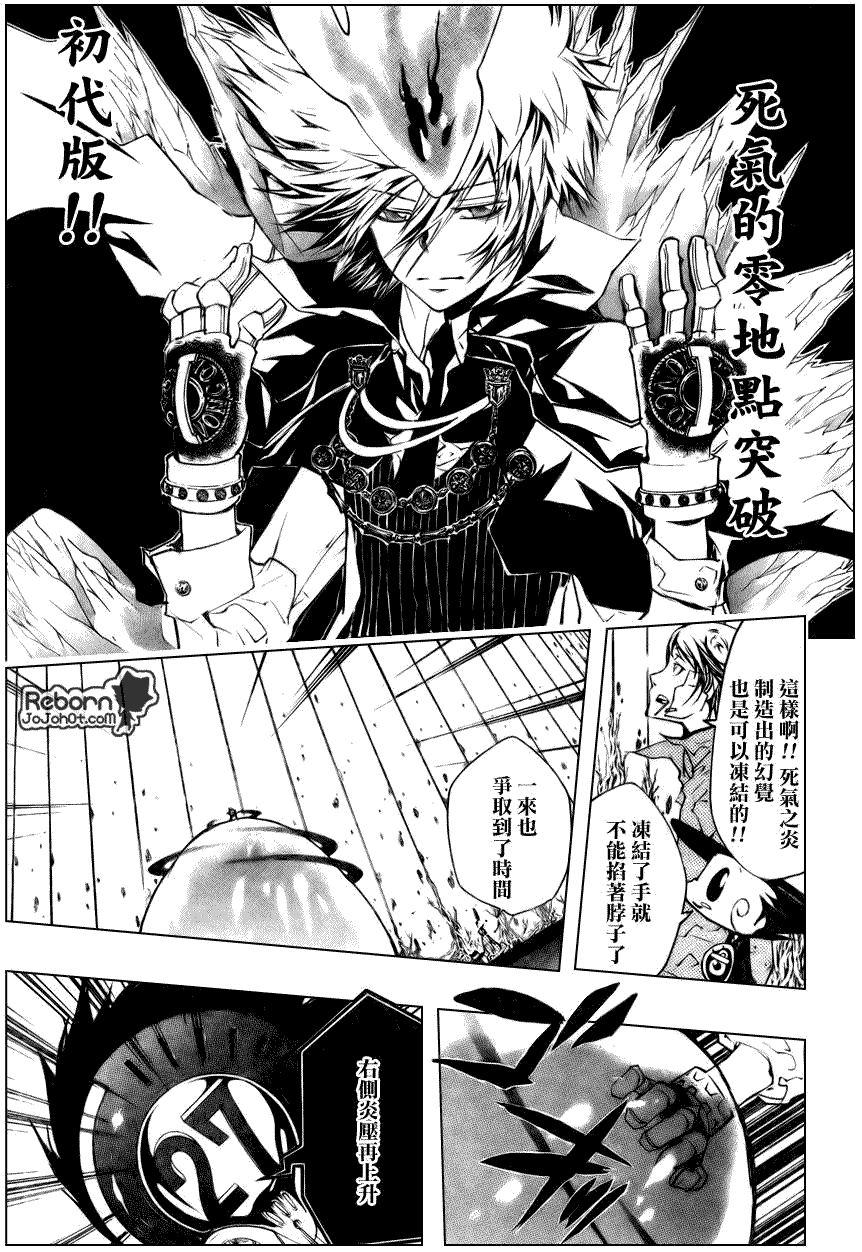 死氣的零地點突破
初代版!!
這樣啊!! 死氣之炎
制造出的幻覺
也是可以凍結的!!
凍結了手就
不能掐著脖子了
一來也
爭取到了時間
Reborn
JoJohOt.com
右側炎壓再上升
27